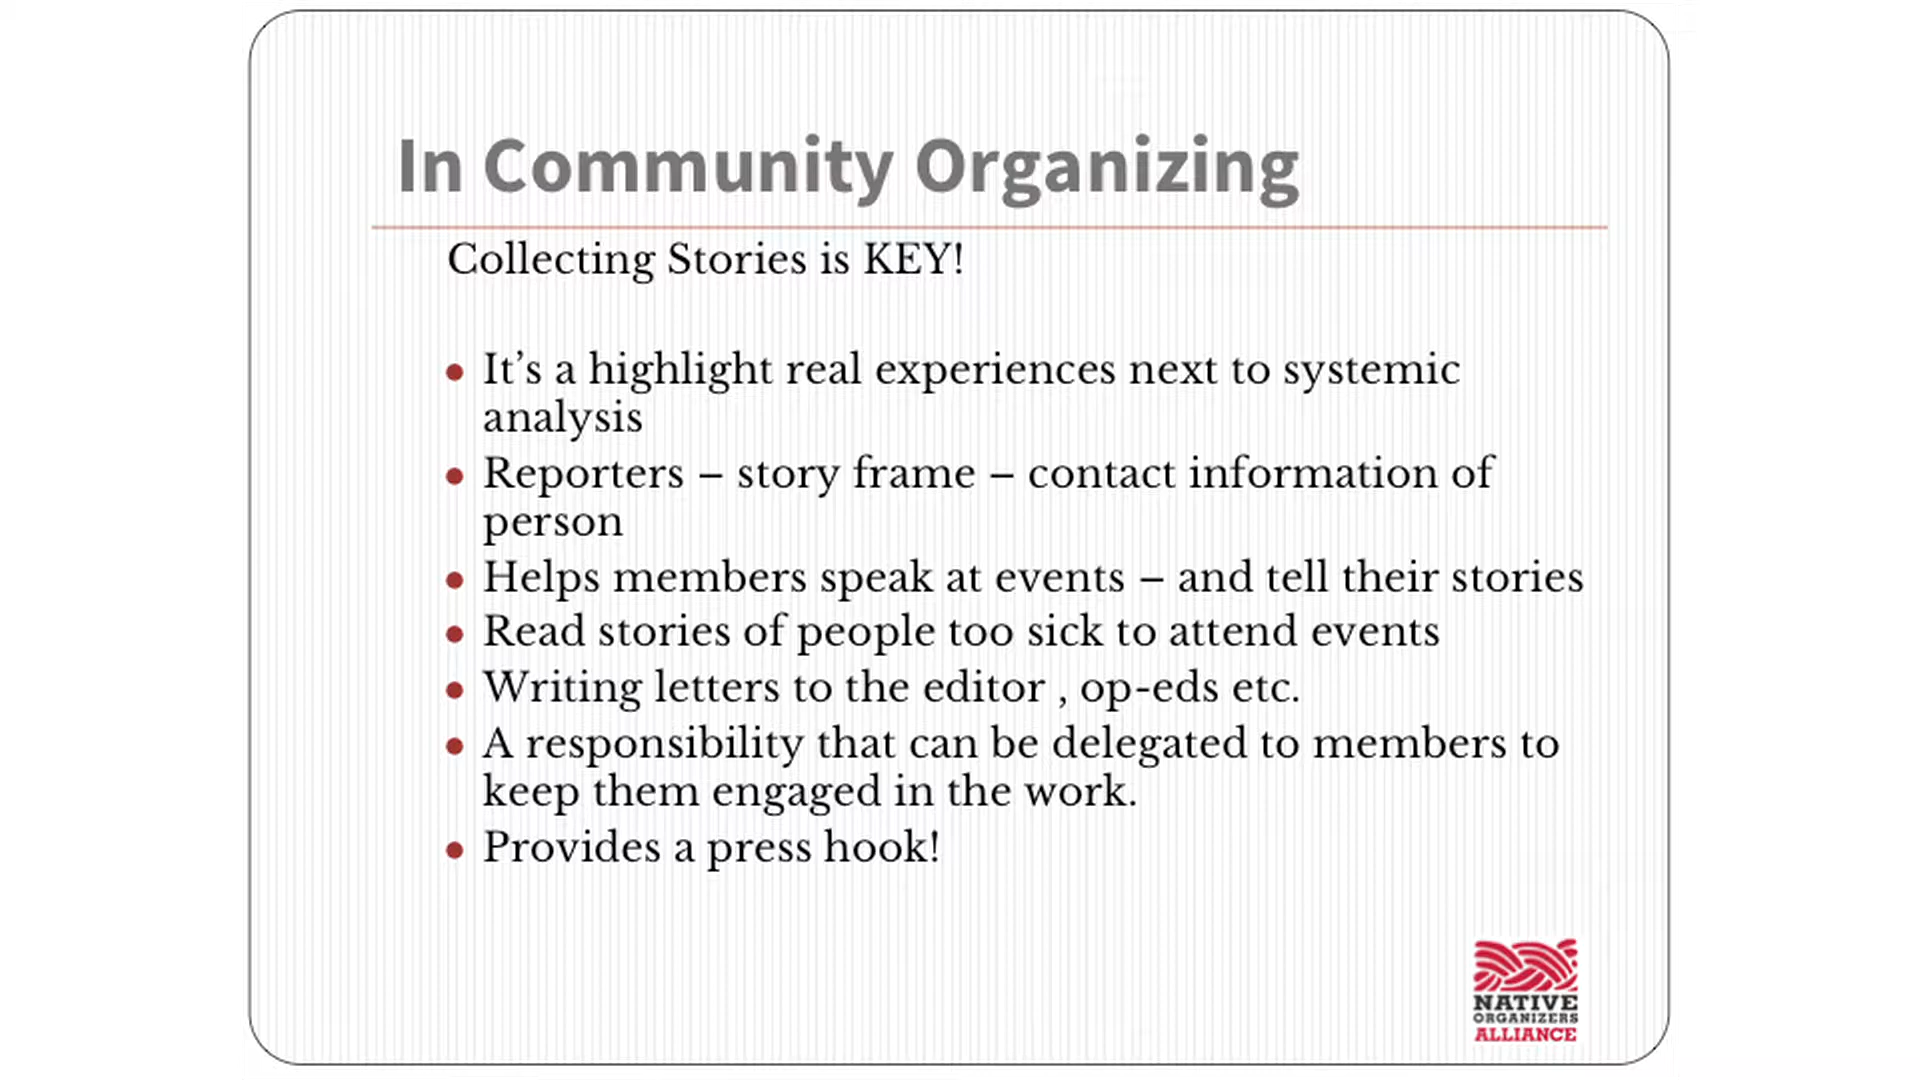 In Community Organizing
Collecting Stories is KEY!
• It’s a highlight real experiences next to systemic
analysis
• Reporters – story frame – contact information of
person
• Helps members speak at events – and tell their stories
• Read stories of people too sick to attend events
• Writing letters to the editor , op-eds etc.
• A responsibility that can be delegated to members to
keep them engaged in the work.
• Provides a press hook!
NATIVE
ORGANIZERS
ALLIANCE